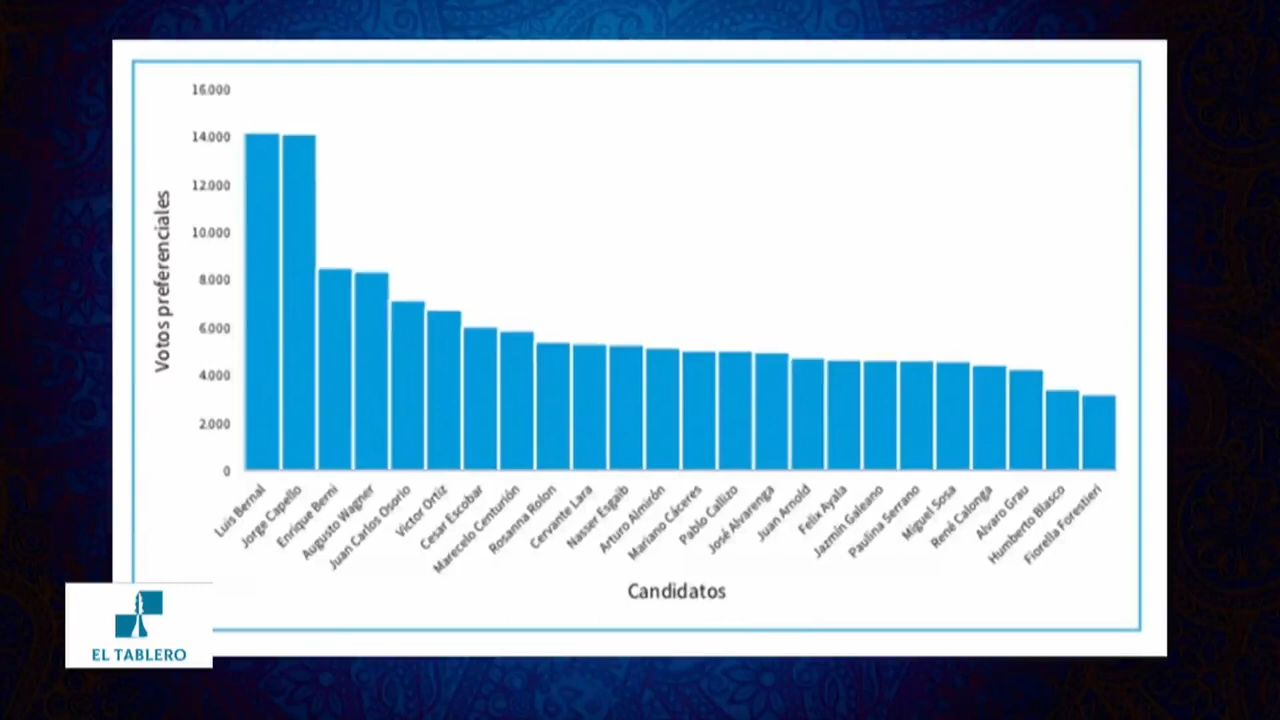 16.000
14.000
12.000
10.000
8.000
6.000
4.000
2.000
0
Votos preferenciales
Luis Bernal
Jorge Capello
Enrique Berni
Augusto Wagner
Juan Carlos Osorio
Victor Ortiz
Cesar Escobar
Marecelo Centurión
Rosanna Rolon
Cervante Lara
Nasser Esgaib
Arturo Almirón
Mariano Cáceres
Pablo Callizo
José Alvarenga
Juan Arnold
Felix Ayala
Jazmín Galeano
Paulina Serrano
Miguel Sosa
René Calonga
Alvaro Grau
Humberto Blasco
Fiorella Forestieri
Candidatos
EL TABLERO